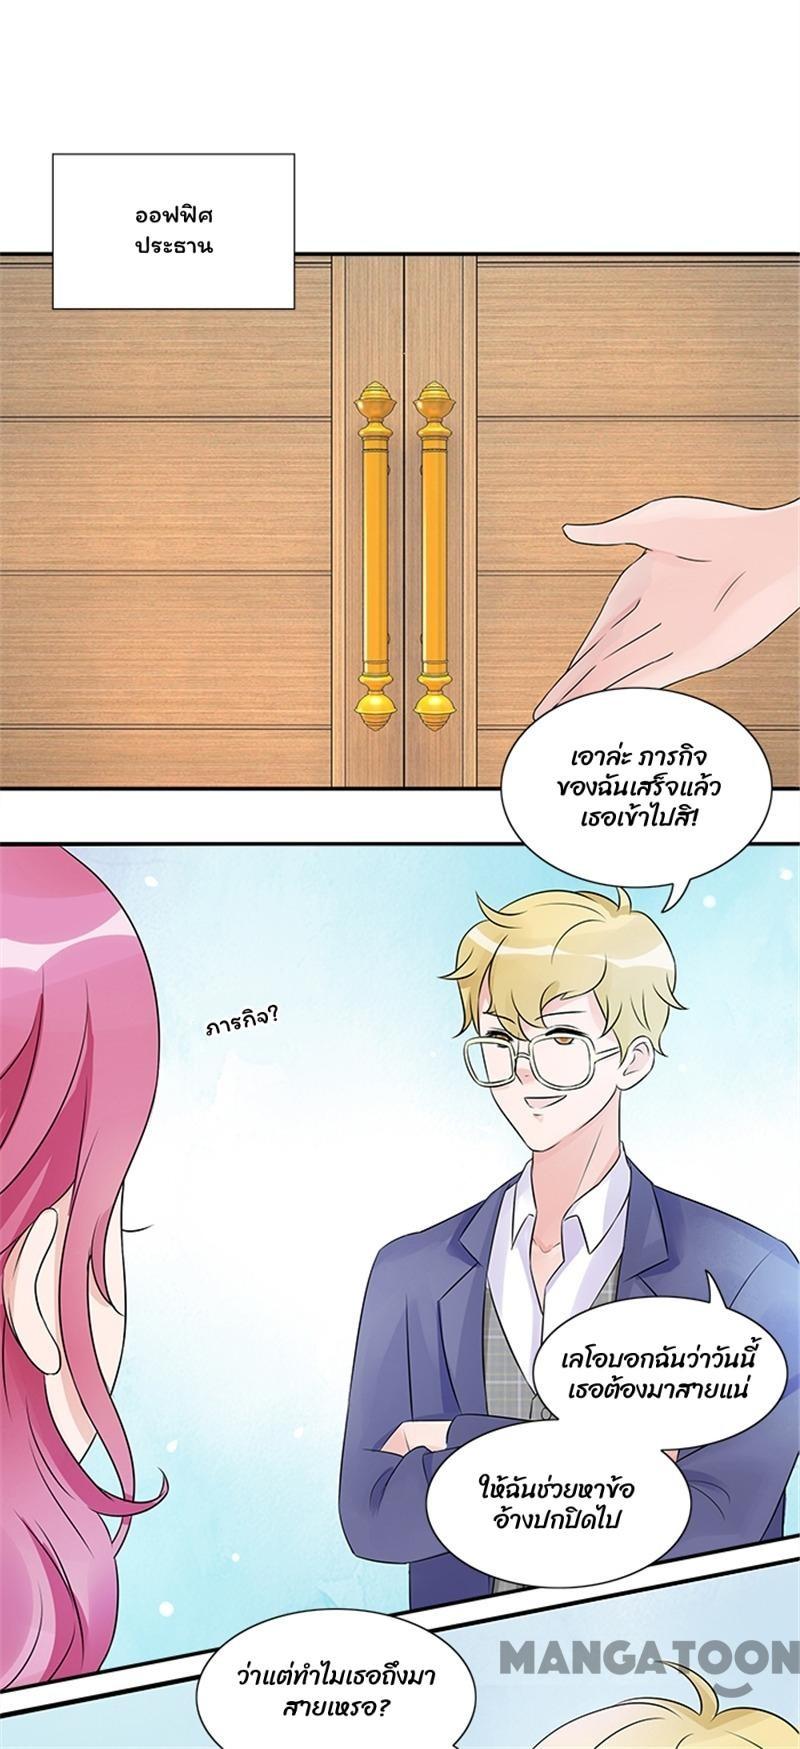 ออฟฟิศ
ประธาน
เอาล่ะ ภารกิจ
ของฉันเสร็จแล้ว
เธอเข้าไปสิ!
ภารกิจ?
เลโอบอกฉันว่าวันนี้
เธอต้องมาสายแน่
ให้ฉันช่วยหาข้อ
อ้างปกปิดไป
MANGATOON
ว่าแต่ทำไมเธอถึงมา
สายเหรอ?